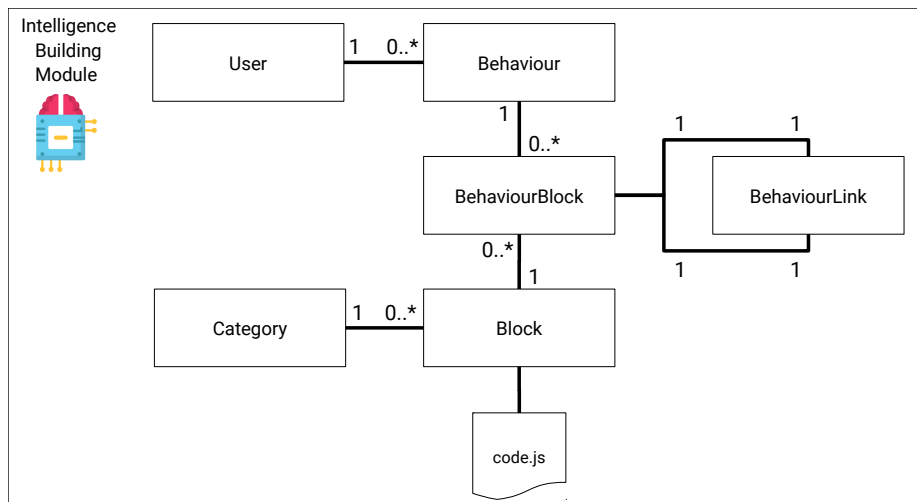 Intelligence
Building
Module
User
1
0..*
Behaviour
1
0..*
BehaviourBlock
1
1
BehaviourLink
1
1
0..*
1
Category
1
0..*
Block
code.js